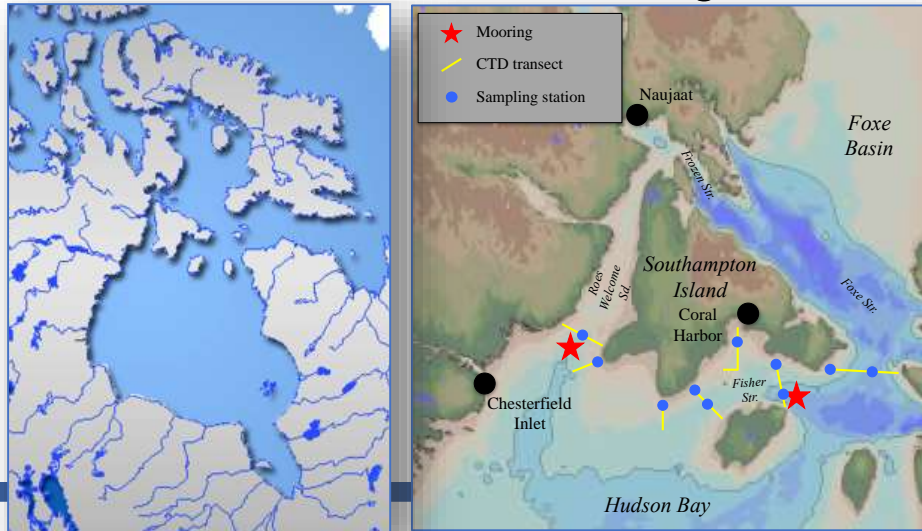 Mooring
CTD transect
Sampling station
Naujaat
Foxe
Basin
Frozen Str.
Roes
Welcome
Sd.
Southampton
Island
Foxe Str.
Coral
Harbor
Fisher
Str.
Chesterfield
Inlet
Hudson Bay